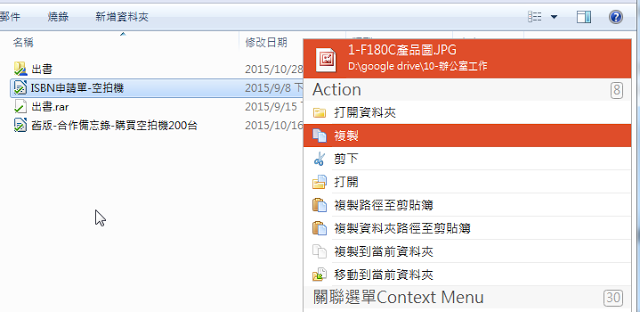 郵件 燒錄 新增資料夾
名稱 修改日期
出書 2015/10/28
ISBN申請單-空拍機 2015/9/8 下
出書.rar 2015/9/15 下
舊版-合作備忘錄-購買空拍機200台 2015/10/16
1-F180C產品圖JPG
D:\google drive\10-辦公室工作
Action 8
打開資料夾
複製
剪下
打開
複製路徑至剪貼簿
複製資料夾路徑至剪貼簿
複製到當前資料夾
移動到當前資料夾
關聯選單Context Menu 30